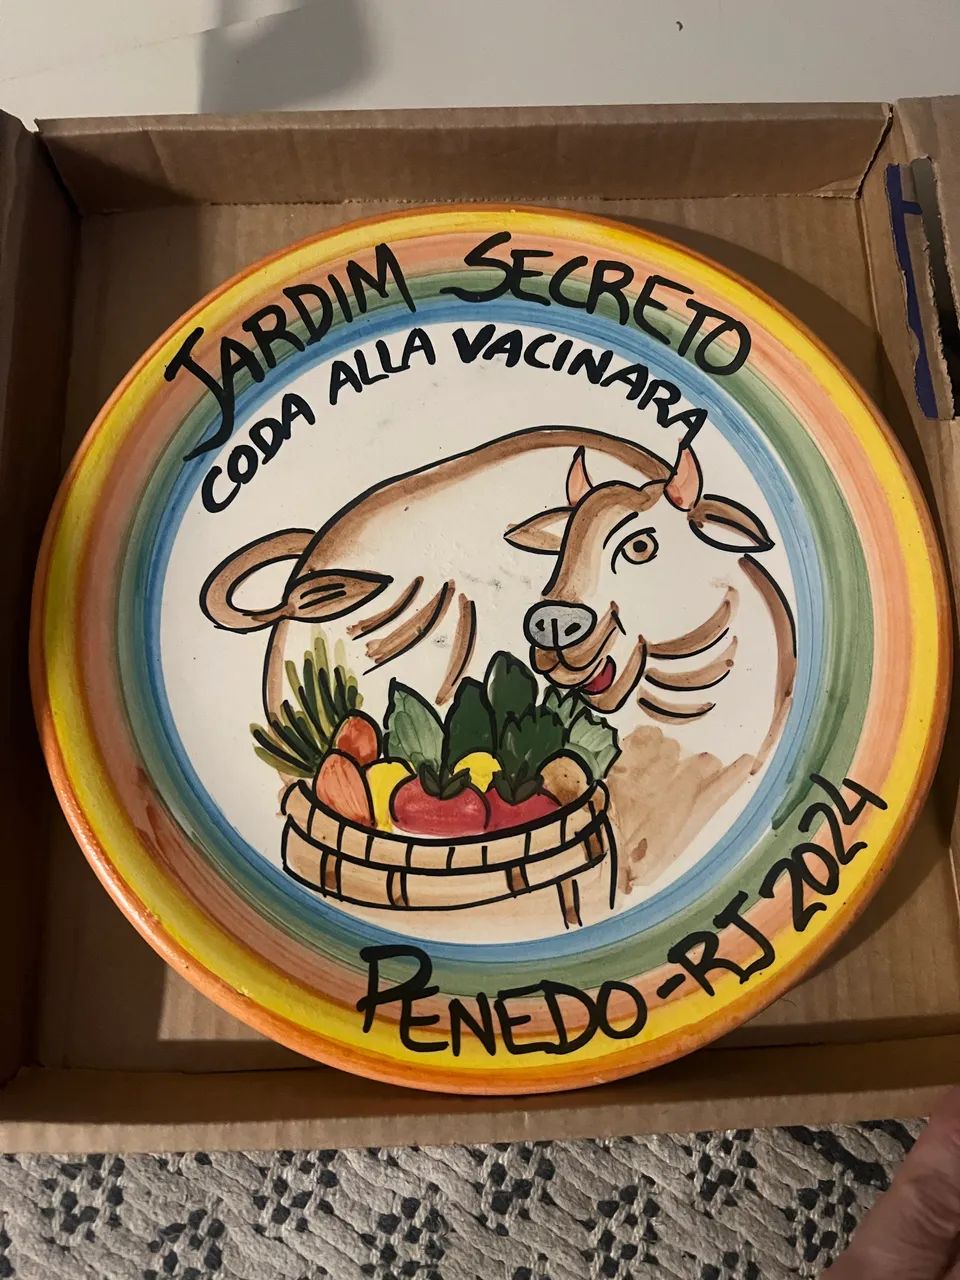 JARDIM SECRETO
CODA ALLA VACINARA
PENEDO-RJ 2024